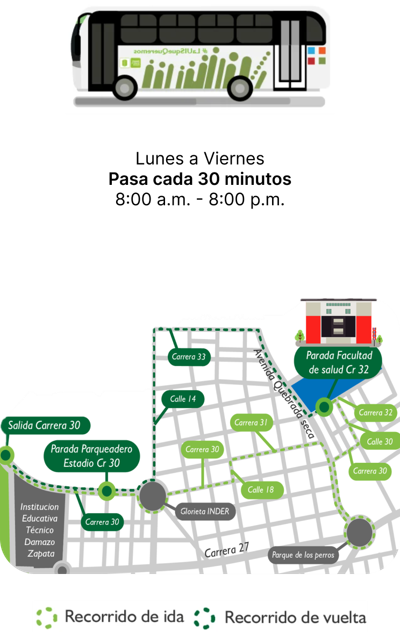 # LaUISqueQueremos
Lunes a Viernes
Pasa cada 30 minutos
8:00 a.m. - 8:00 p.m.
Parada Facultad
de salud Cr 32
Carrera 33
Avenida Quebrada seca
Calle 14
Carrera 32
Carrera 31
Salida Carrera 30
Calle 30
Parada Parqueadero
Estadio Cr 30
Carrera 30
Carrera 30
Calle 18
Institucion
Educativa
Técnico
Damazo
Zapata
Glorieta INDER
Carrera 30
Carrera 27
Parque de los perros
Recorrido de ida
Recorrido de vuelta